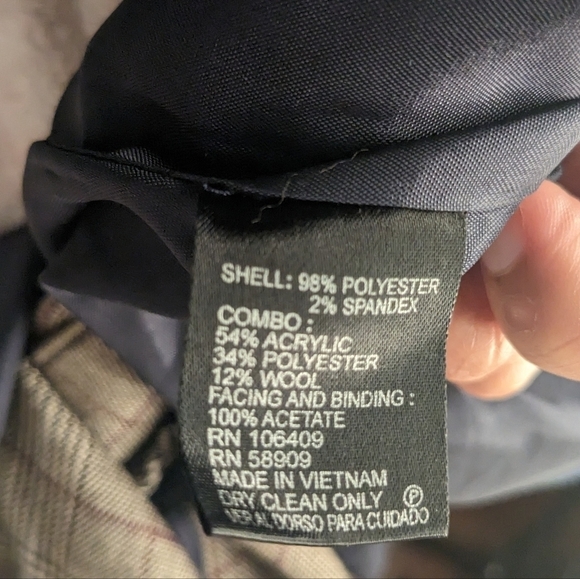 SHELL: 98% POLYESTER
2% SPANDEX
COMBO :
54% ACRYLIC
34% POLYESTER
12% WOOL
FACING AND BINDING :
100% ACETATE
RN 106409
RN 58909
MADE IN VIETNAM
DRY CLEAN ONLY Ⓟ
VER AL DORSO PARA CUIDADO